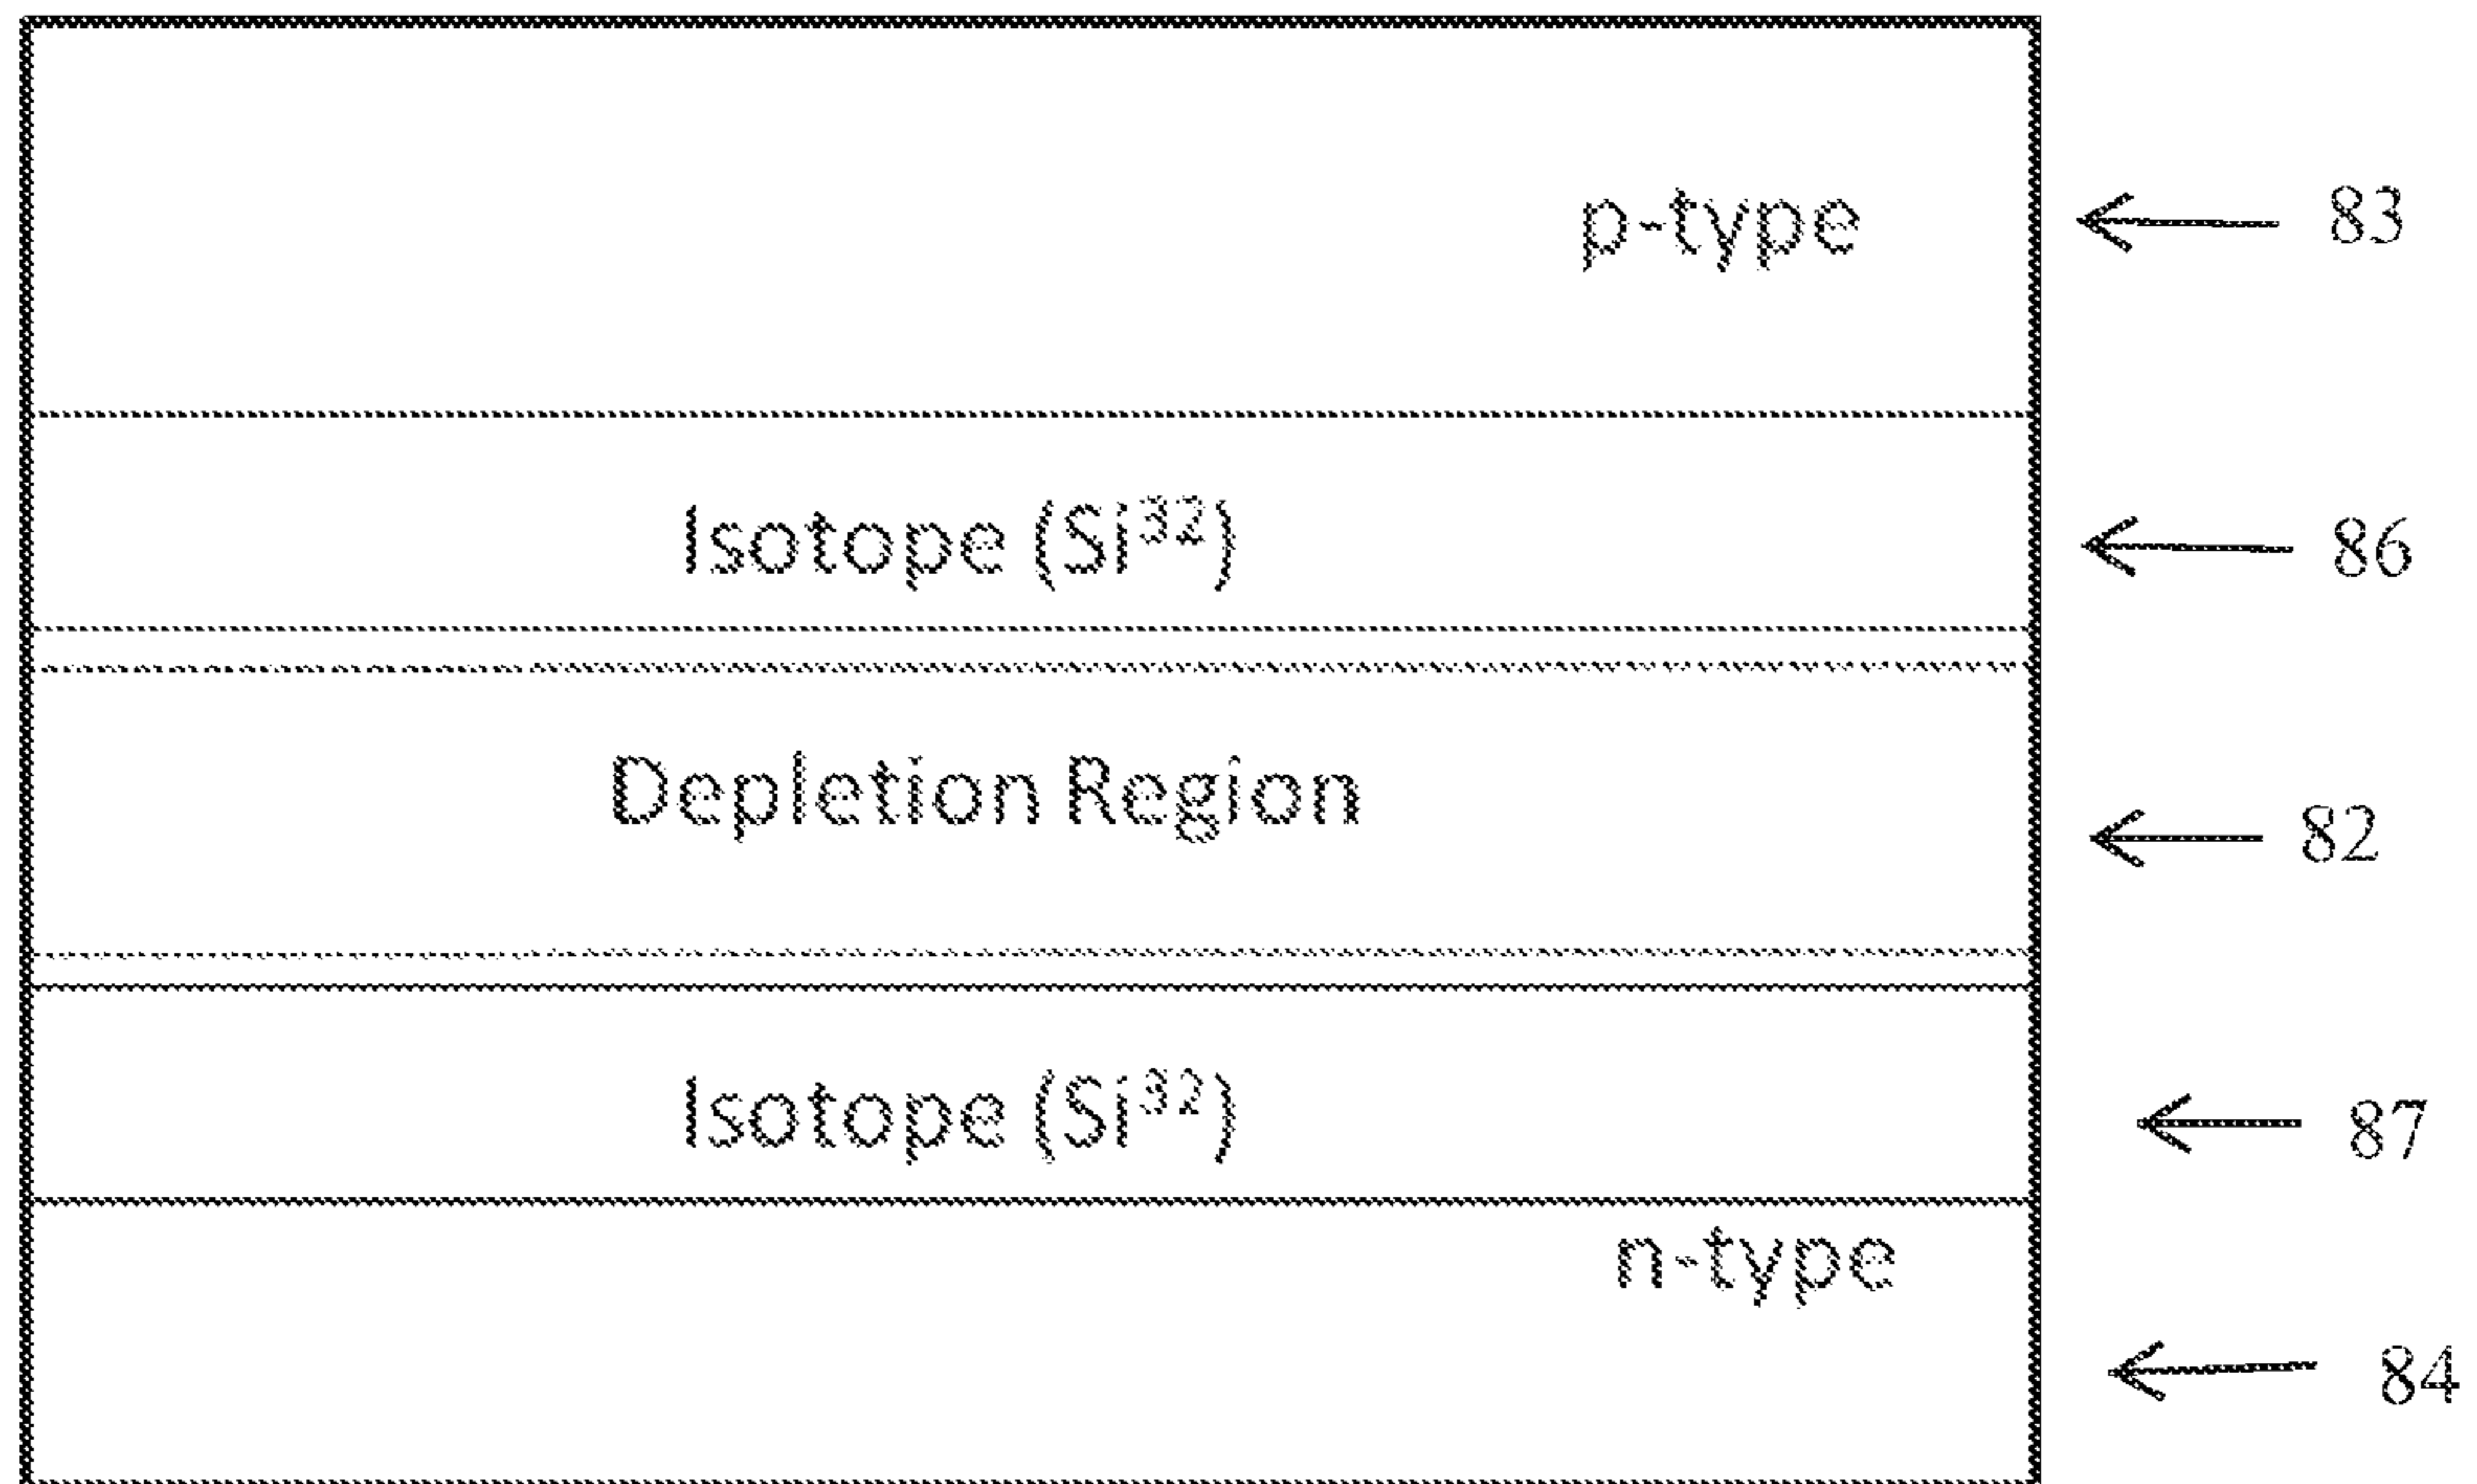 p-type 83
Isotope (Si³²) 86
Depletion Region 82
Isotope (Si³²) 87
n-type
84